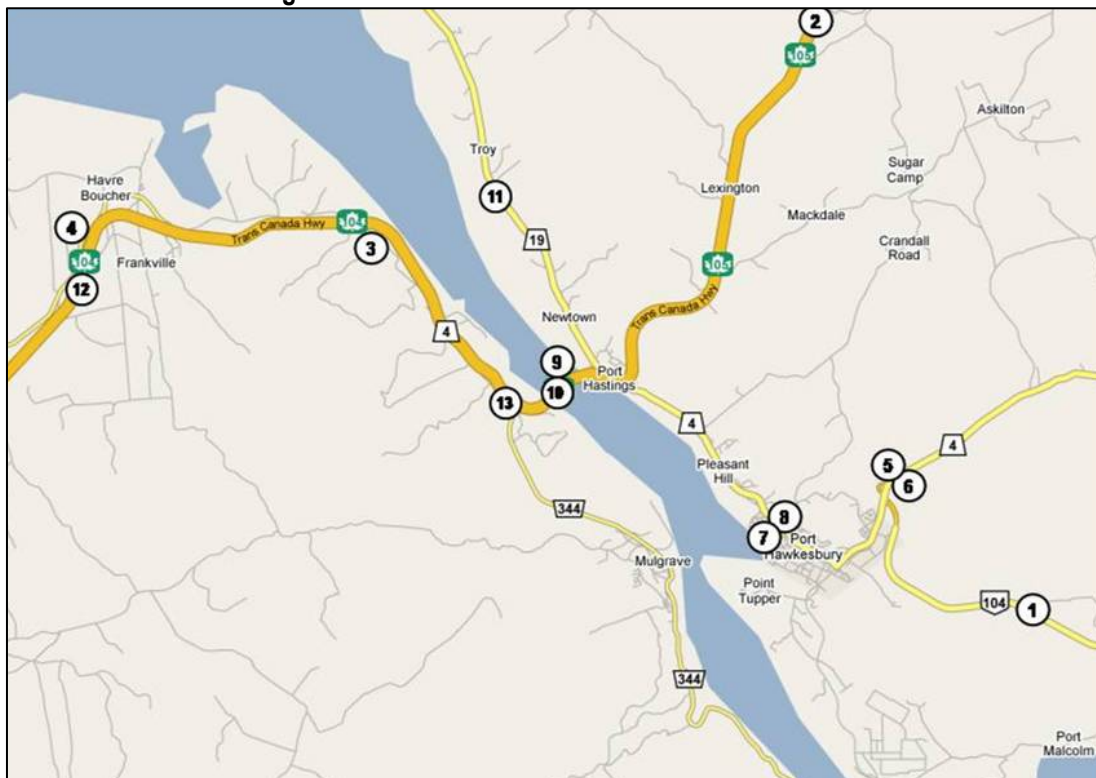 g
2
105
Askilton
Troy
Sugar
Camp
Havre
Boucher
Lexington
11
Mackdale
4
Trans Canada Hwy
104
19
Crandall
Road
3
104
Frankville
105
12
Trans Canada Hwy
Newtown
4
9
Port
Hastings
10
13
4
4
Pleasant
Hill
5
6
344
8
7
Port
Hawkesbury
Mulgrave
Point
Tupper
104
1
344
Port
Malcolm